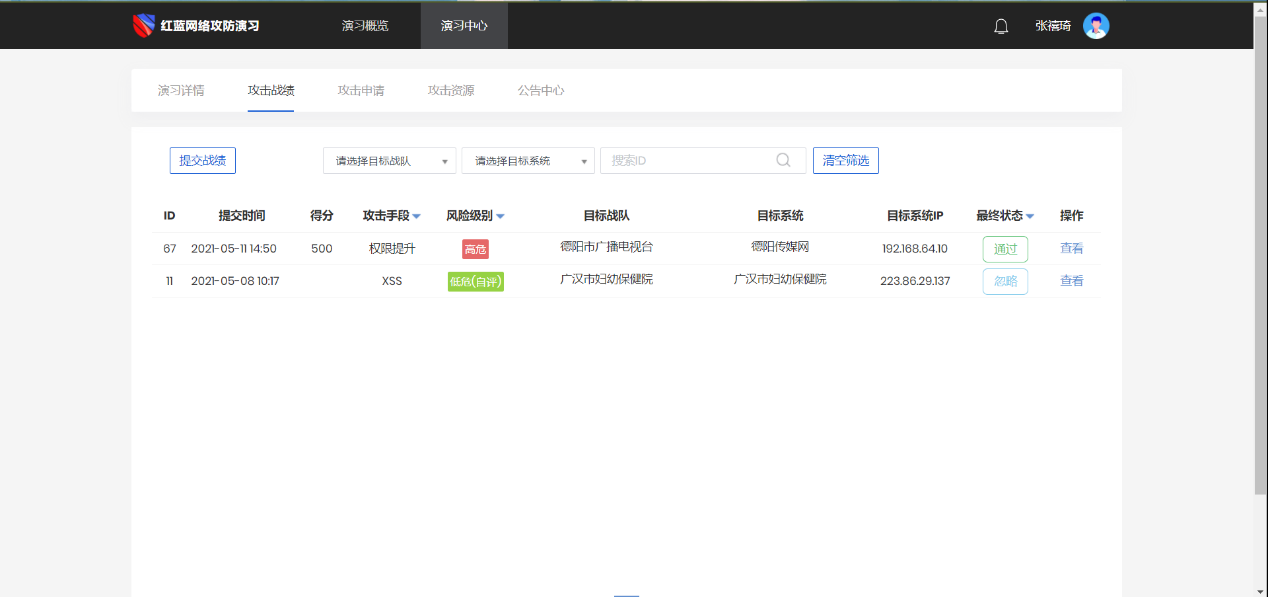 红蓝网络攻防演习 演习概览 演习中心 张禧琦
演习详情 攻击战绩 攻击申请 攻击资源 公告中心
提交战绩 请选择目标战队 请选择目标系统 搜索ID 清空筛选
ID 提交时间 得分 攻击手段 风险级别 目标战队 目标系统 目标系统IP 最终状态 操作
67 2021-05-11 14:50 500 权限提升 高危 德阳市广播电视台 德阳传媒网 192.168.64.10 通过 查看
11 2021-05-08 10:17 XSS 低危(自评) 广汉市妇幼保健院 广汉市妇幼保健院 223.86.29.137 忽略 查看